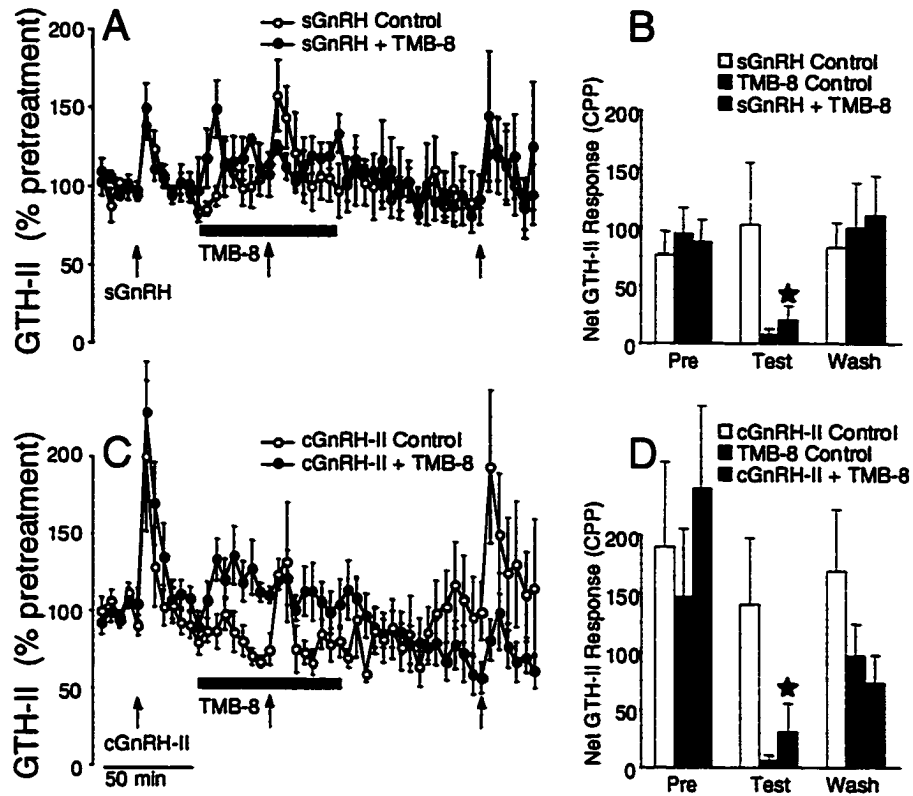 A
sGnRH Control
sGnRH + TMB-8
GTH-II (% pretreatment)
200
150
100
50
0
TMB-8
sGnRH
B
sGnRH Control
TMB-8 Control
sGnRH + TMB-8
Net GTH-II Response (CPP)
200
150
100
50
0
Pre
Test
Wash
C
cGnRH-II Control
cGnRH-II + TMB-8
GTH-II (% pretreatment)
200
150
100
50
0
TMB-8
cGnRH-II
50 min
D
cGnRH-II Control
TMB-8 Control
cGnRH-II + TMB-8
Net GTH-II Response (CPP)
200
150
100
50
0
Pre
Test
Wash